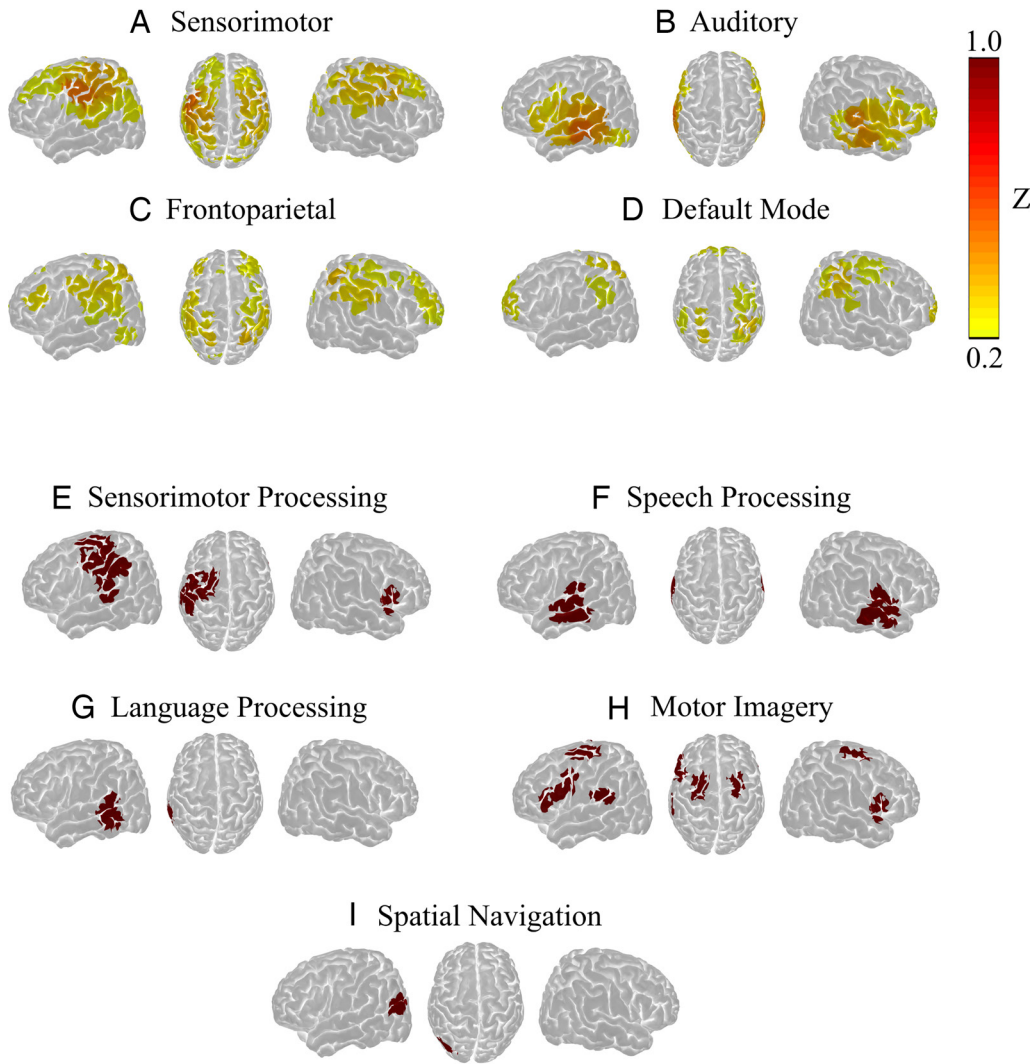 A Sensorimotor
B Auditory
1.0
Z
0.2
C Frontoparietal
D Default Mode
E Sensorimotor Processing
F Speech Processing
G Language Processing
H Motor Imagery
I Spatial Navigation